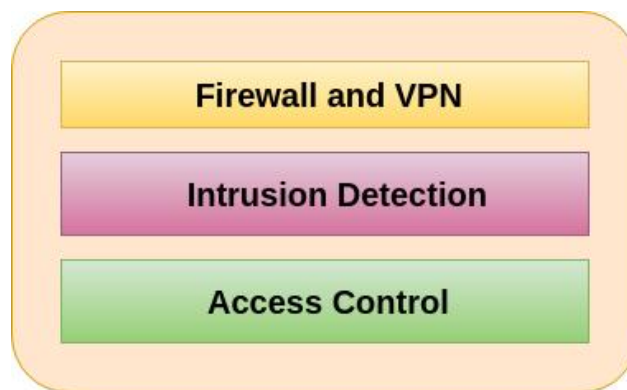 Firewall and VPN
Intrusion Detection
Access Control